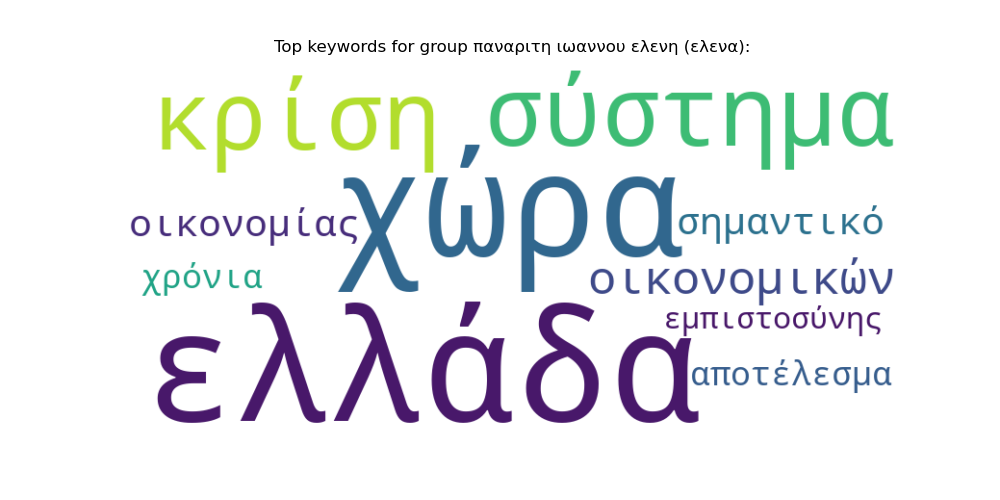 Top keywords for group παναριτη ιωαννου ελενη (ελενα):
κρίση σύστημα
χώρα
οικονομίας σημαντικό
χρόνια οικονομικών
εμπιστοσύνης
ελλάδα
αποτέλεσμα